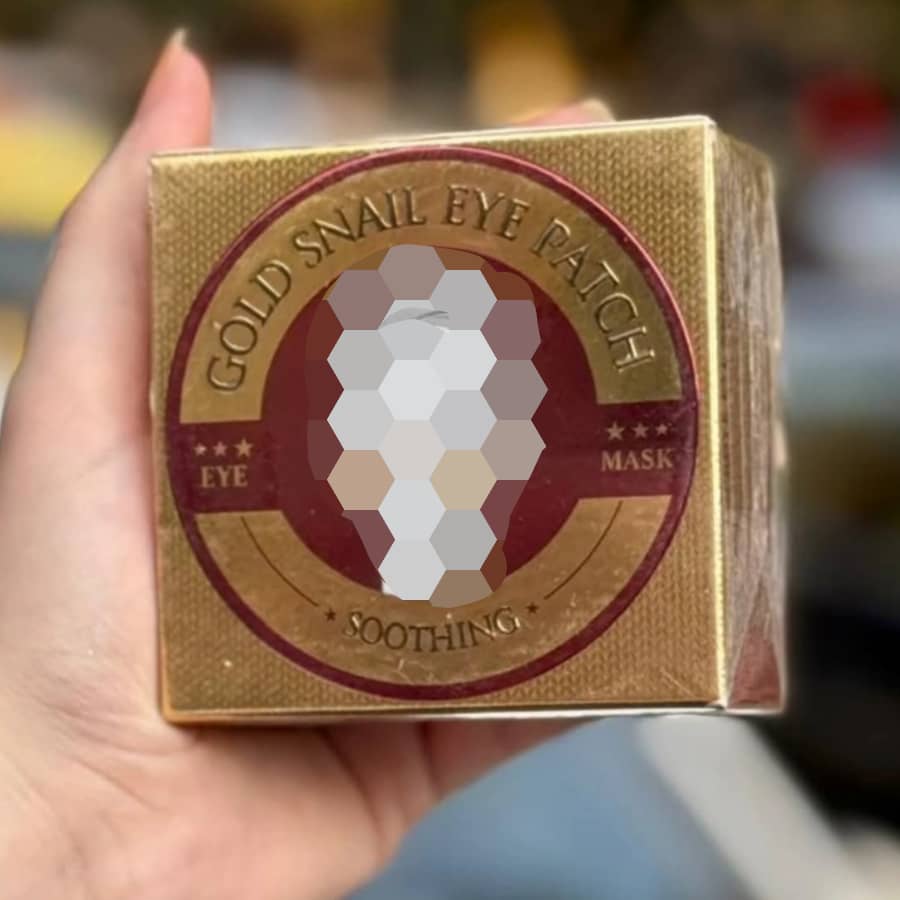 GOLD SNAIL EYE PATCH
★★★ ★★★
EYE MASK
★ SOOTHING ★